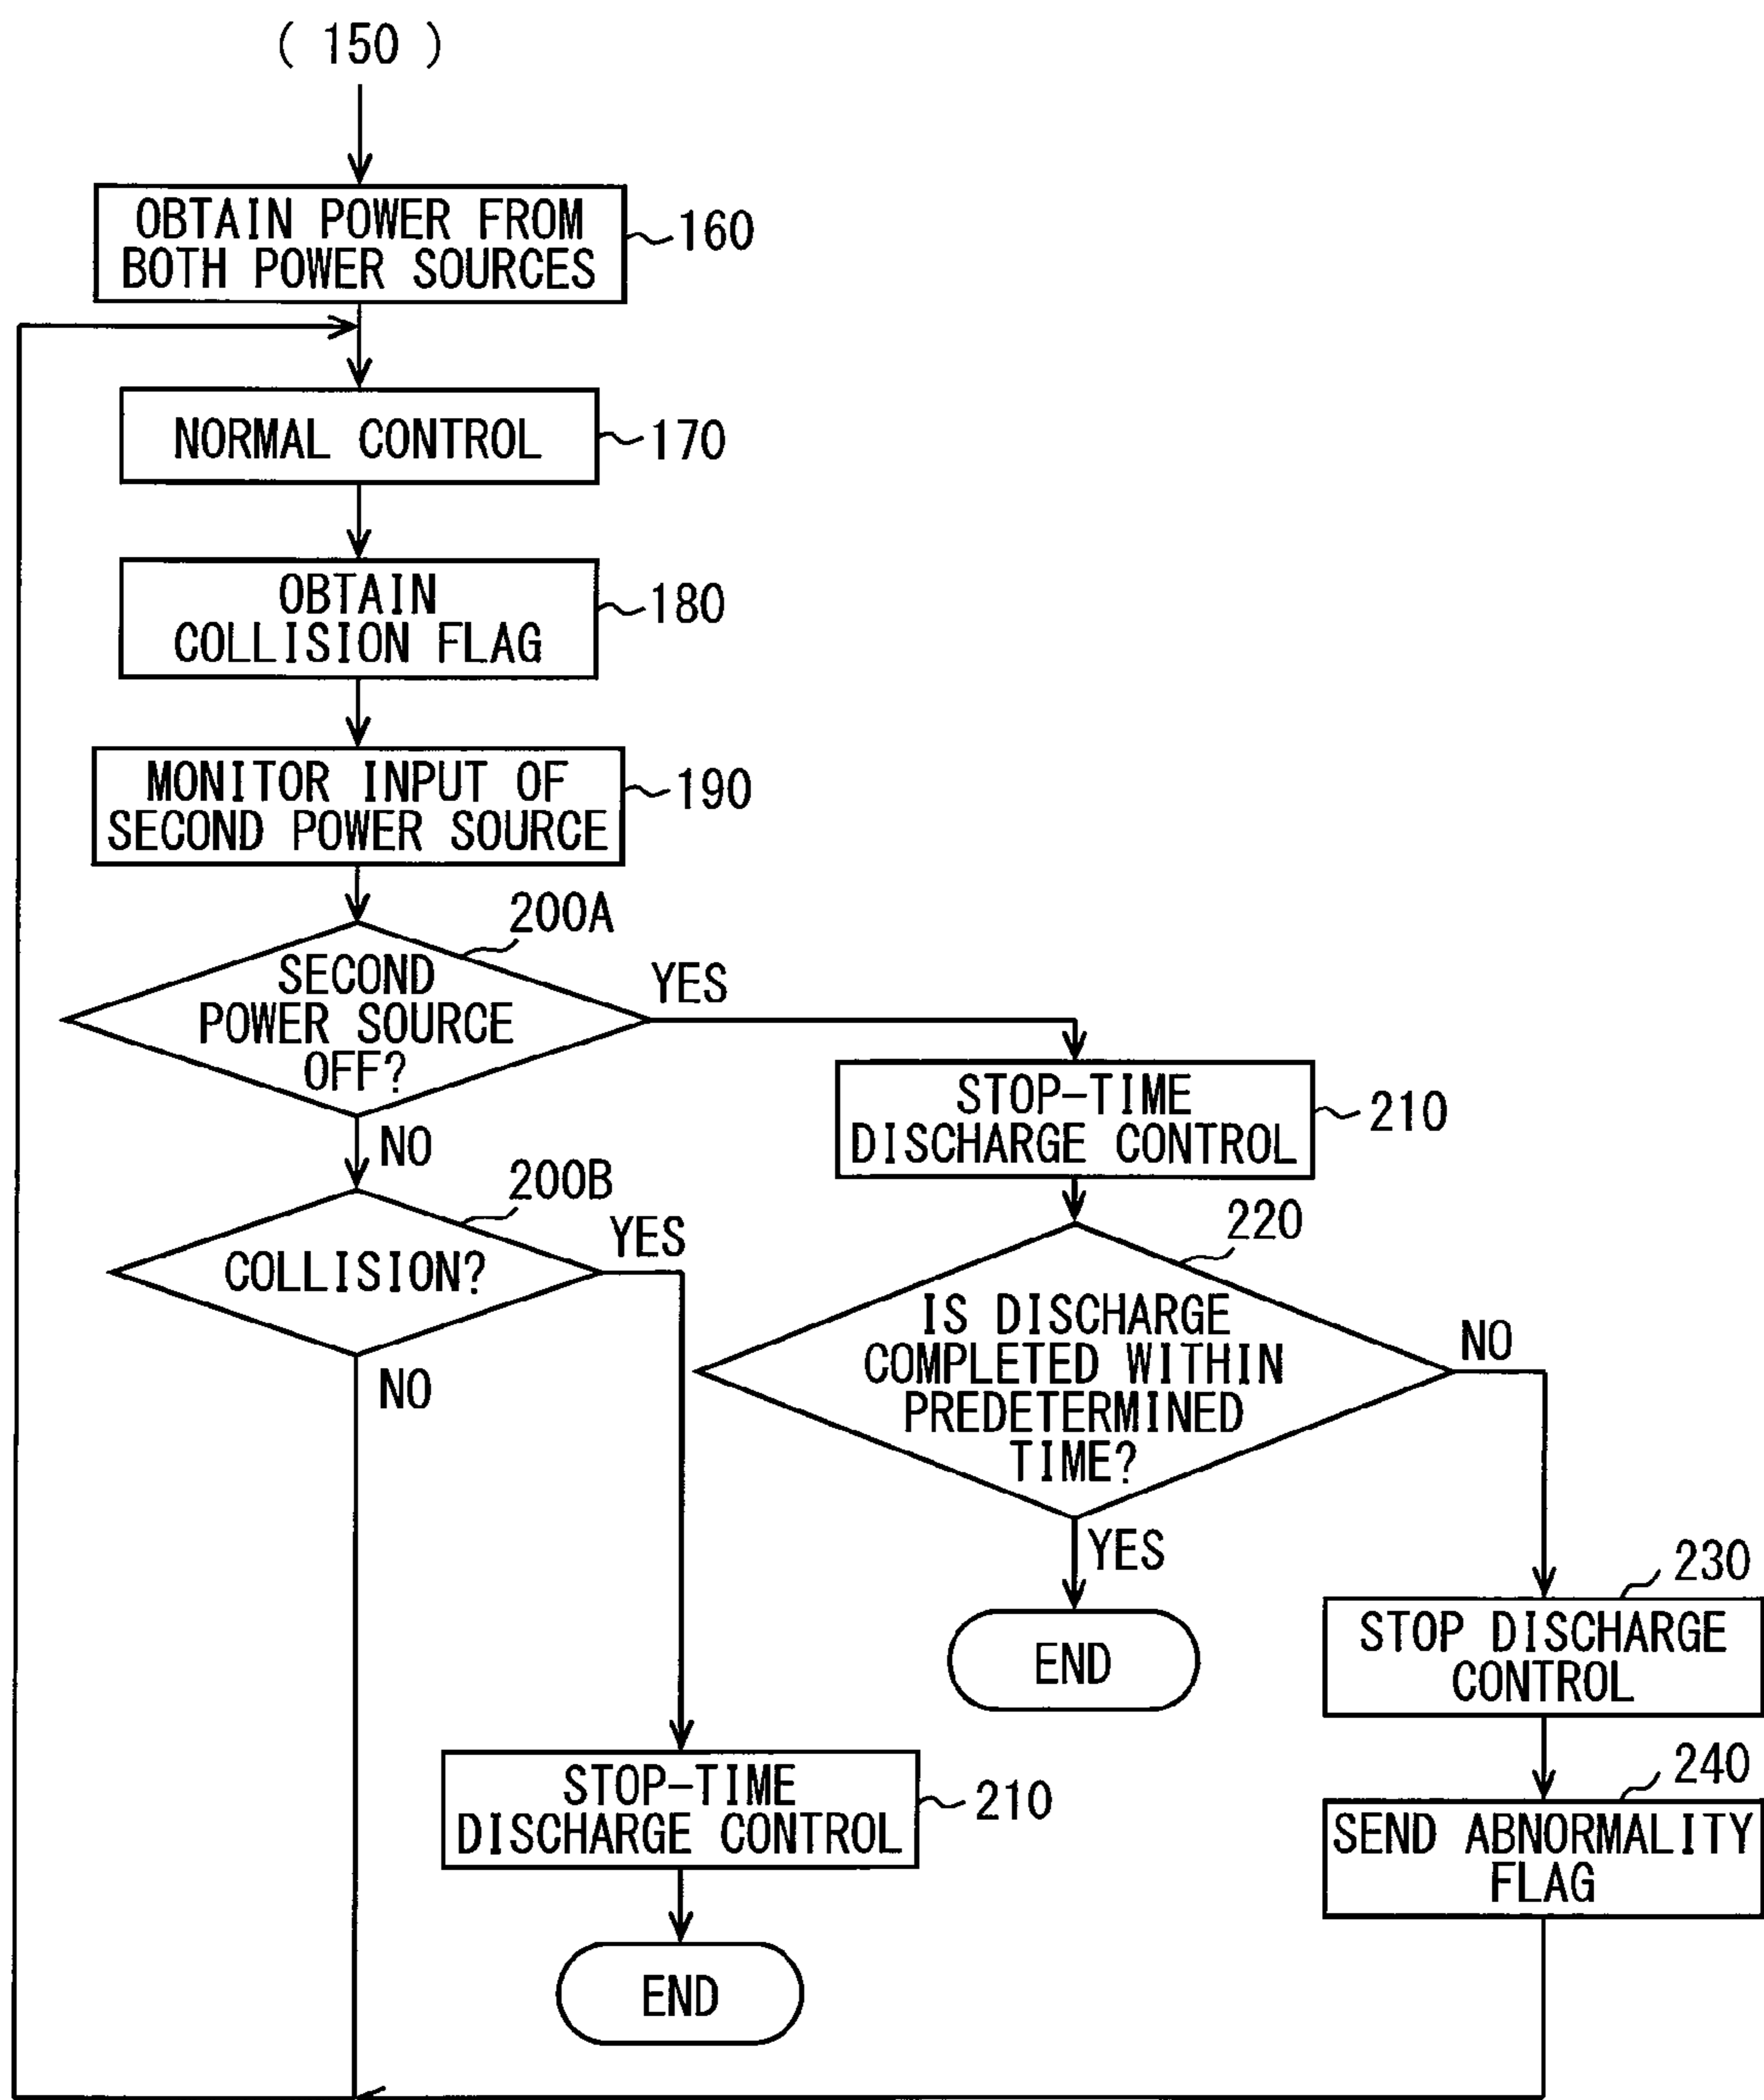 ( 150 )
OBTAIN POWER FROM
BOTH POWER SOURCES
160
NORMAL CONTROL
170
OBTAIN
COLLISION FLAG
180
MONITOR INPUT OF
SECOND POWER SOURCE
190
200A
SECOND
POWER SOURCE
OFF?
YES
NO
STOP-TIME
DISCHARGE CONTROL
210
200B
COLLISION?
YES
NO
220
IS DISCHARGE
COMPLETED WITHIN
PREDETERMINED
TIME?
NO
YES
END
230
STOP DISCHARGE
CONTROL
240
SEND ABNORMALITY
FLAG
STOP-TIME
DISCHARGE CONTROL
210
END